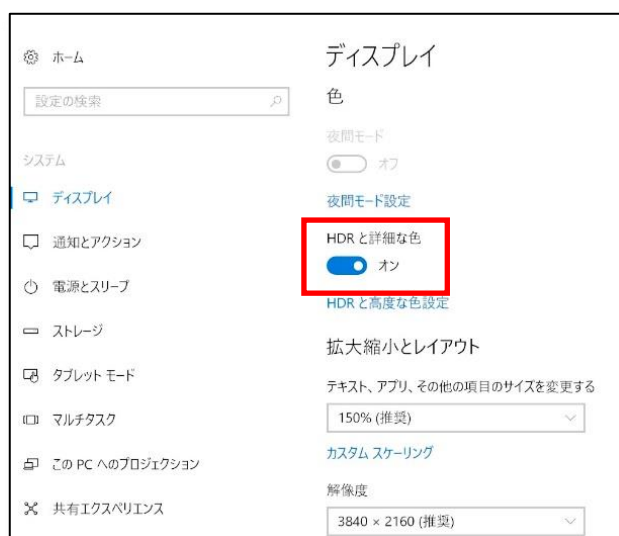 ホーム
設定の検索
システム
ディスプレイ
通知とアクション
電源とスリープ
ストレージ
タブレット モード
マルチタスク
この PC へのプロジェクション
共有エクスペリエンス
ディスプレイ
色
夜間モード
オフ
夜間モード設定
HDR と詳細な色
オン
HDR と高度な色設定
拡大縮小とレイアウト
テキスト、アプリ、その他の項目のサイズを変更する
150% (推奨)
カスタム スケーリング
解像度
3840 × 2160 (推奨)